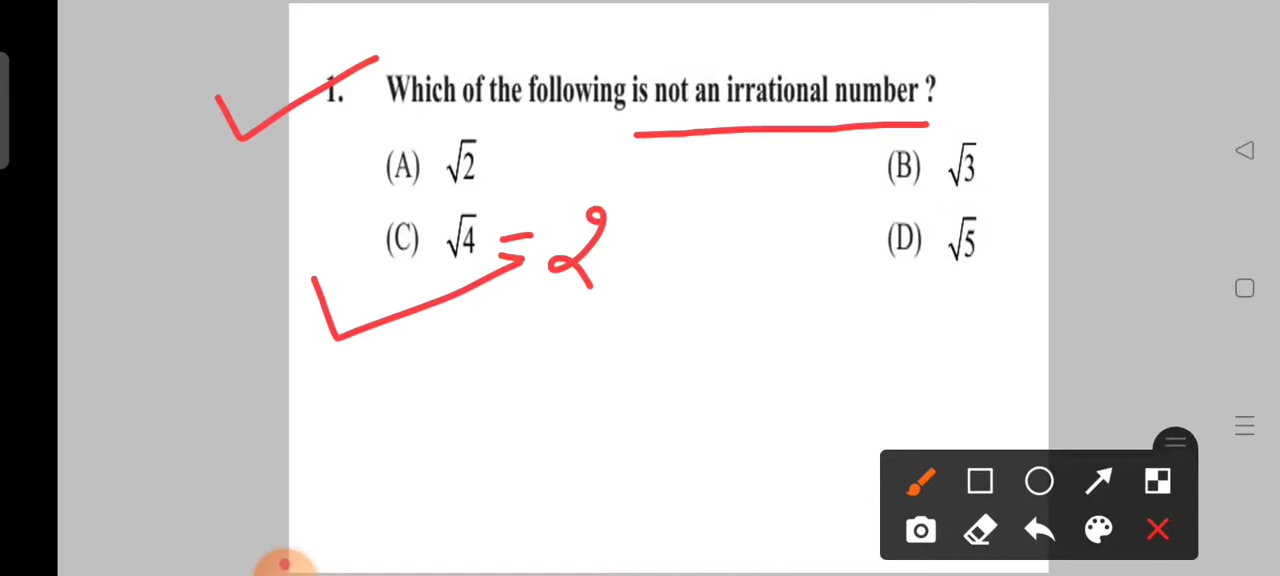 1. Which of the following is not an irrational number ?
(A) √2 (B) √3
(C) √4 = 2 (D) √5